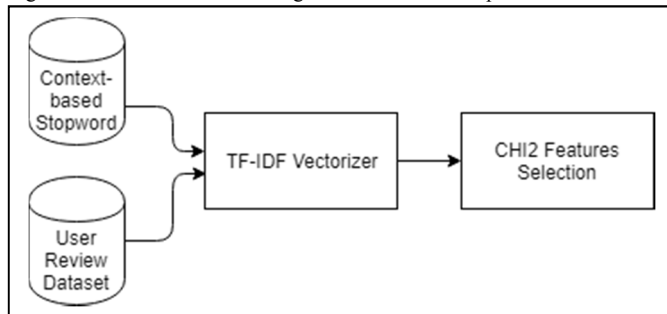 Context-
based
Stopword
TF-IDF Vectorizer
CHI2 Features
Selection
User
Review
Dataset